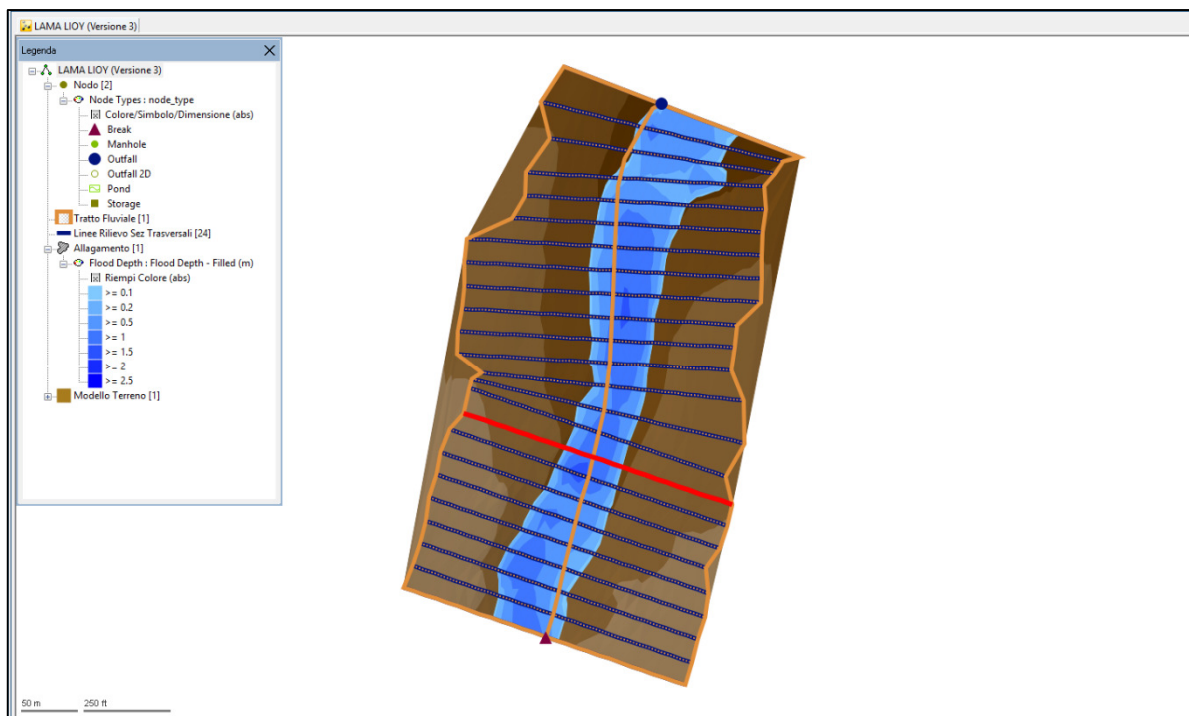 LAMA LIOY (Versione 3)
Legenda
LAMA LIOY (Versione 3)
Nodo [2]
Node Types : node_type
Colore/Simbolo/Dimensione (abs)
Break
Manhole
Outfall
Outfall 2D
Pond
Storage
Tratto Fluviale [1]
Linee Rilievo Sez Trasversali [24]
Allagamento [1]
Flood Depth : Flood Depth - Filled (m)
Riempi Colore (abs)
>= 0.1
>= 0.2
>= 0.5
>= 1
>= 1.5
>= 2
>= 2.5
Modello Terreno [1]
50 m 250 ft